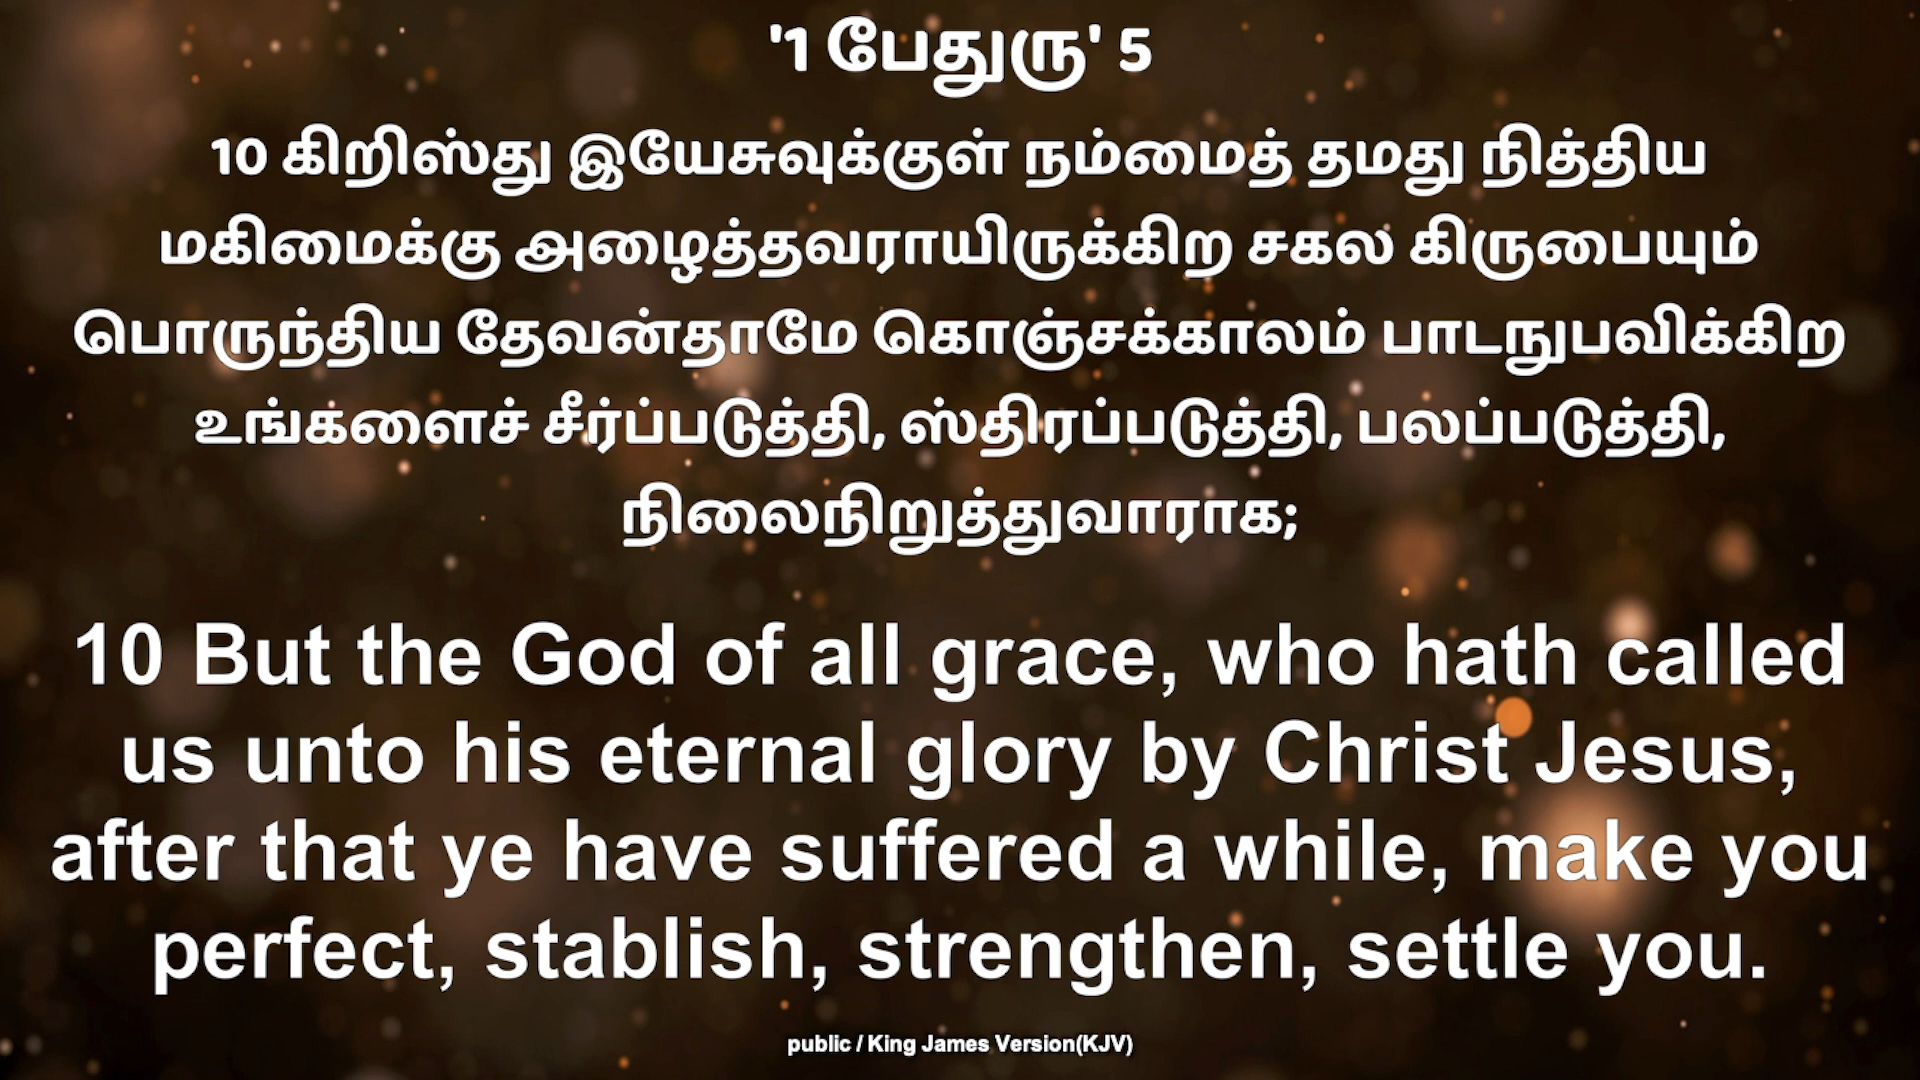 '1 பேதுரு' 5
10 கிறிஸ்து இயேசுவுக்குள் நம்மைத் தமது நித்திய
மகிமைக்கு அழைத்தவராயிருக்கிற சகல கிருபையும்
பொருந்திய தேவன்தாமே கொஞ்சக்காலம் பாடநுபவிக்கிற
உங்களைச் சீர்ப்படுத்தி, ஸ்திரப்படுத்தி, பலப்படுத்தி,
நிலைநிறுத்துவாராக;
10 But the God of all grace, who hath called
us unto his eternal glory by Christ Jesus,
after that ye have suffered a while, make you
perfect, stablish, strengthen, settle you.
public / King James Version(KJV)